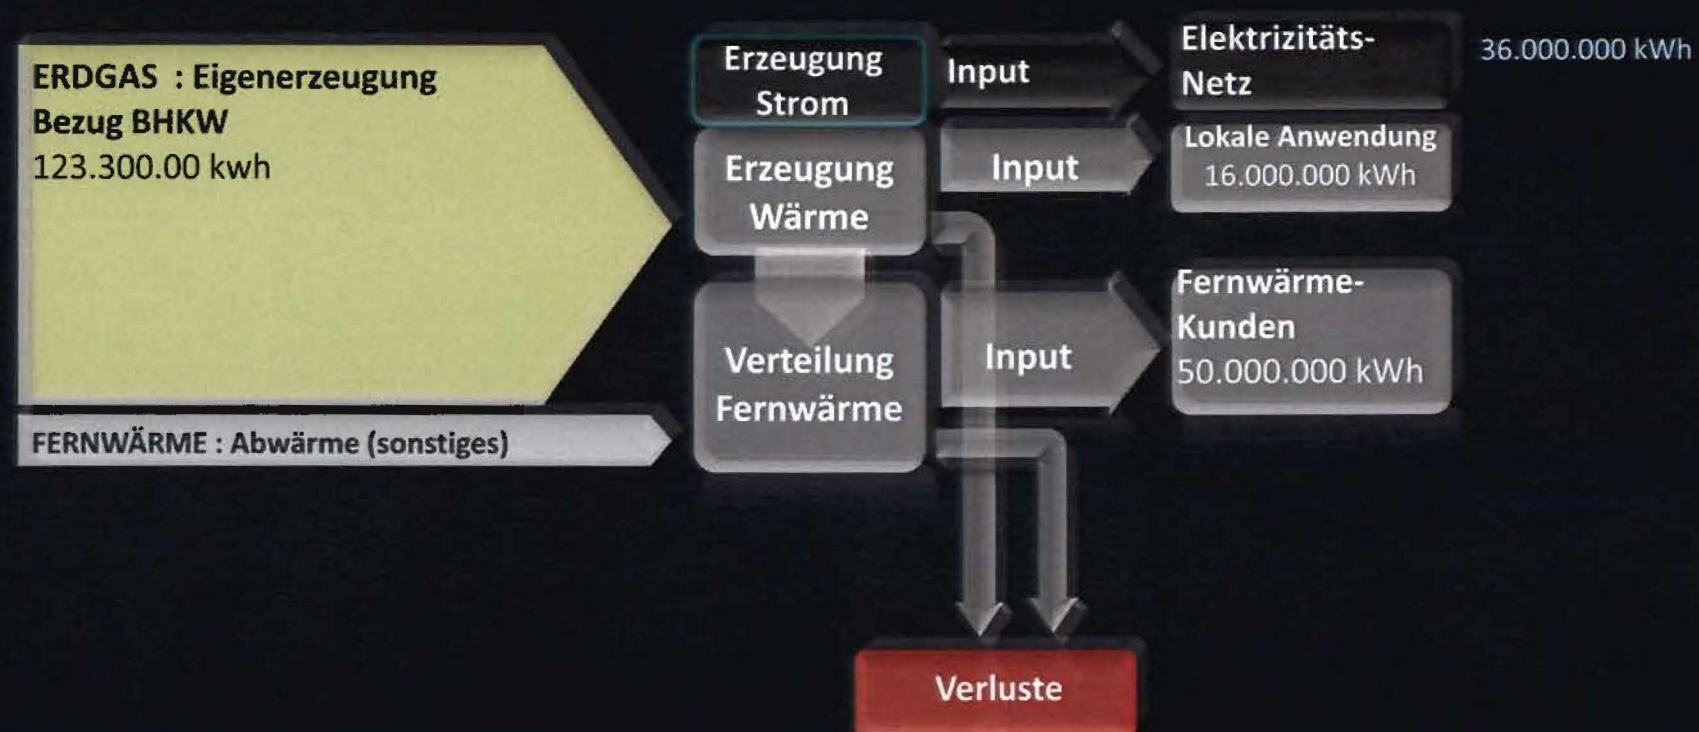 ERDGAS : Eigenerzeugung
Bezug BHKW
123.300.00 kwh
FERNWÄRME : Abwärme (sonstiges)
Erzeugung
Strom
Input
Elektrizitäts-
Netz
36.000.000 kWh
Erzeugung
Wärme
Input
Lokale Anwendung
16.000.000 kWh
Verteilung
Fernwärme
Input
Fernwärme-
Kunden
50.000.000 kWh
Verluste